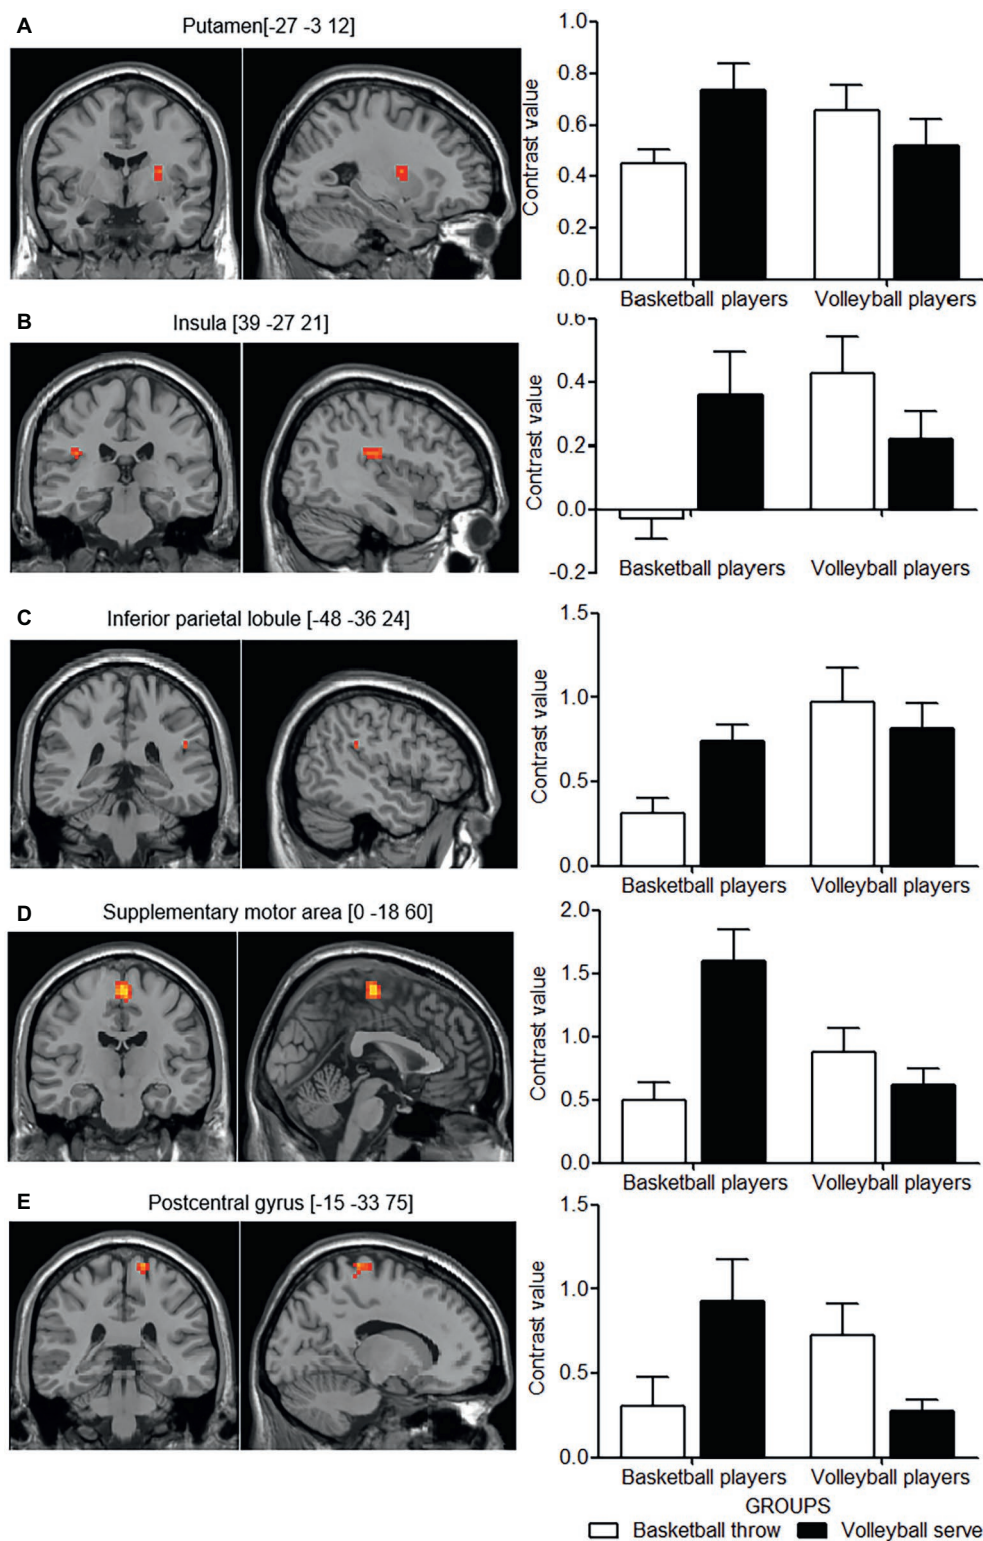 A
Putamen[-27 -3 12]
Contrast value
1.0
0.8
0.6
0.4
0.2
0.0
Basketball players Volleyball players
B
Insula [39 -27 21]
Contrast value
0.6
0.4
0.2
0.0
-0.2
Basketball players Volleyball players
C
Inferior parietal lobule [-48 -36 24]
Contrast value
1.5
1.0
0.5
0.0
Basketball players Volleyball players
D
Supplementary motor area [0 -18 60]
Contrast value
2.0
1.5
1.0
0.5
0.0
Basketball players Volleyball players
E
Postcentral gyrus [-15 -33 75]
Contrast value
1.5
1.0
0.5
0.0
Basketball players Volleyball players
GROUPS
Basketball throw Volleyball serve